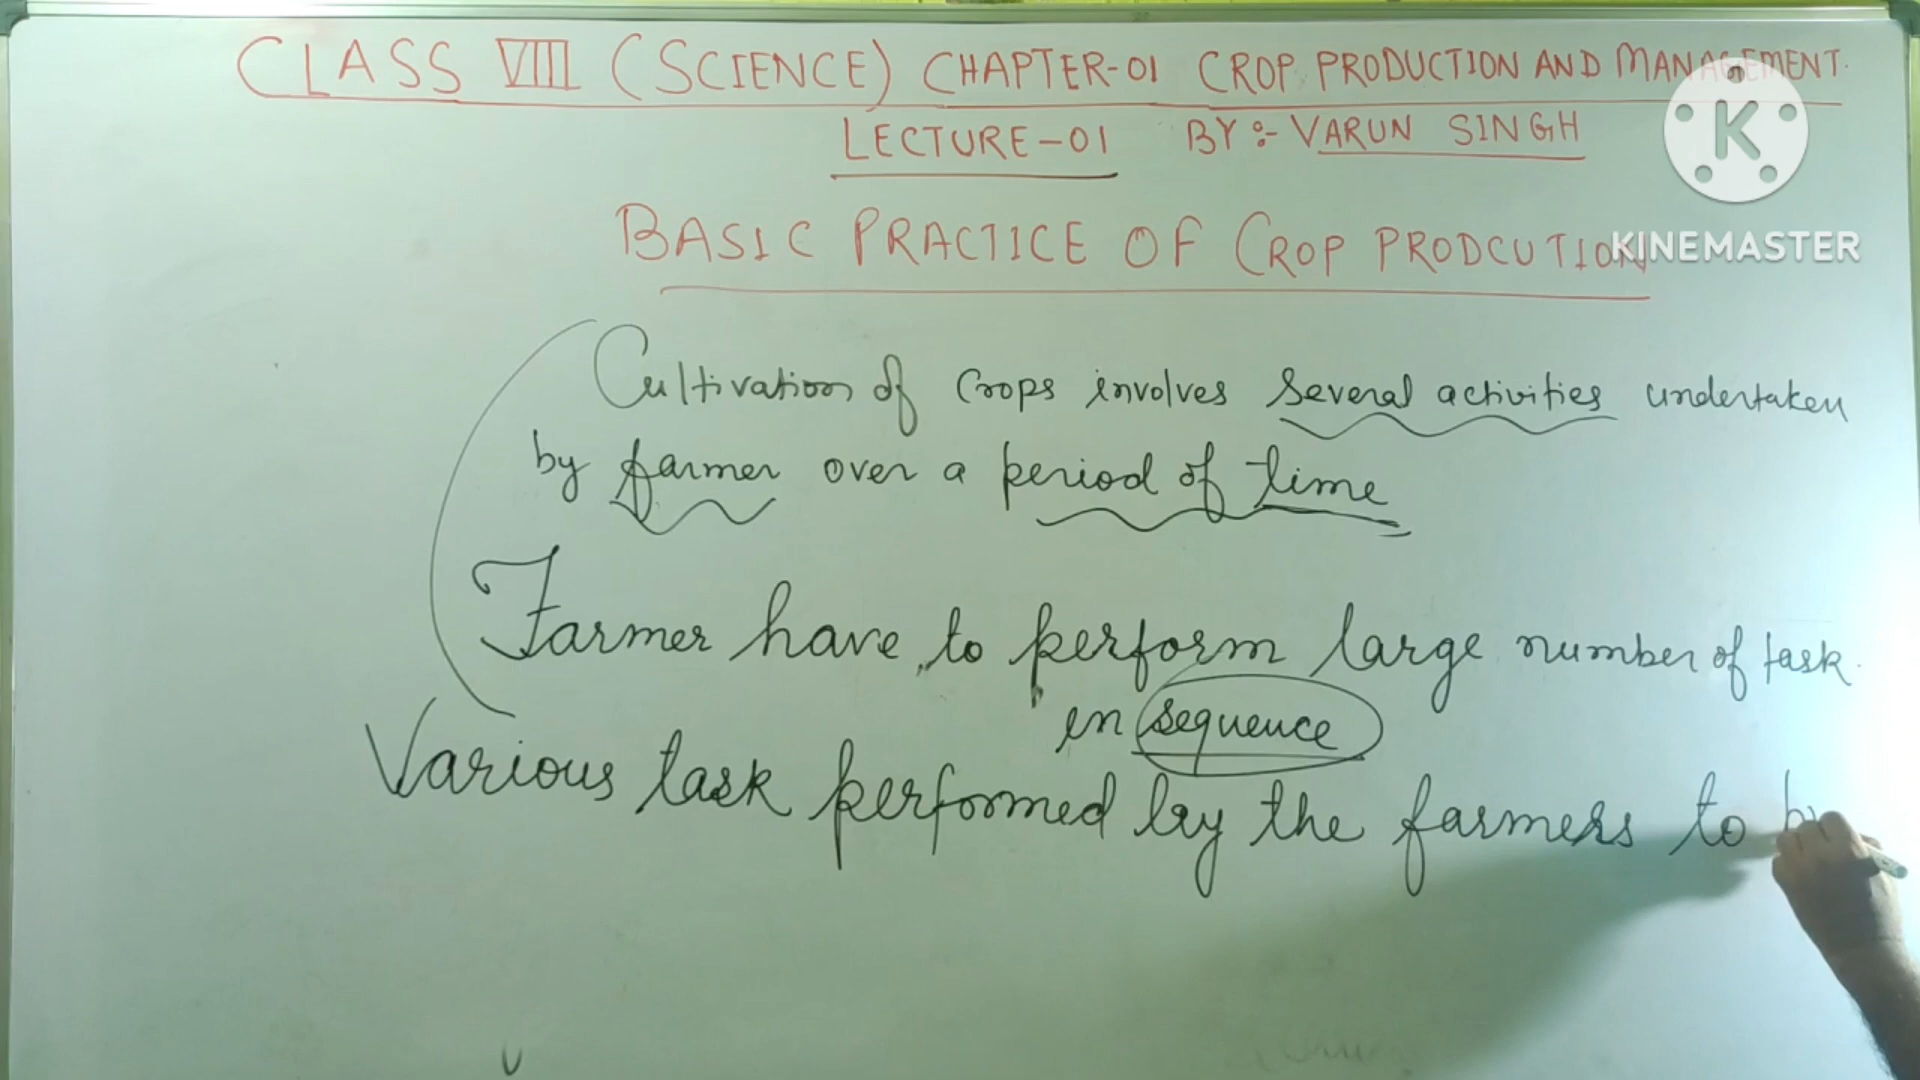 CLASS VIII (SCIENCE) CHAPTER-01 CROP PRODUCTION AND MANAGEMENT.
LECTURE-01 BY:- VARUN SINGH
K
KINEMASTER
BASIC PRACTICE OF CROP PRODCUTION
Cultivation of Crops involves several activities undertaken
by farmer over a period of time
Farmer have to perform large number of task.
in sequence
Various task performed by the farmers to